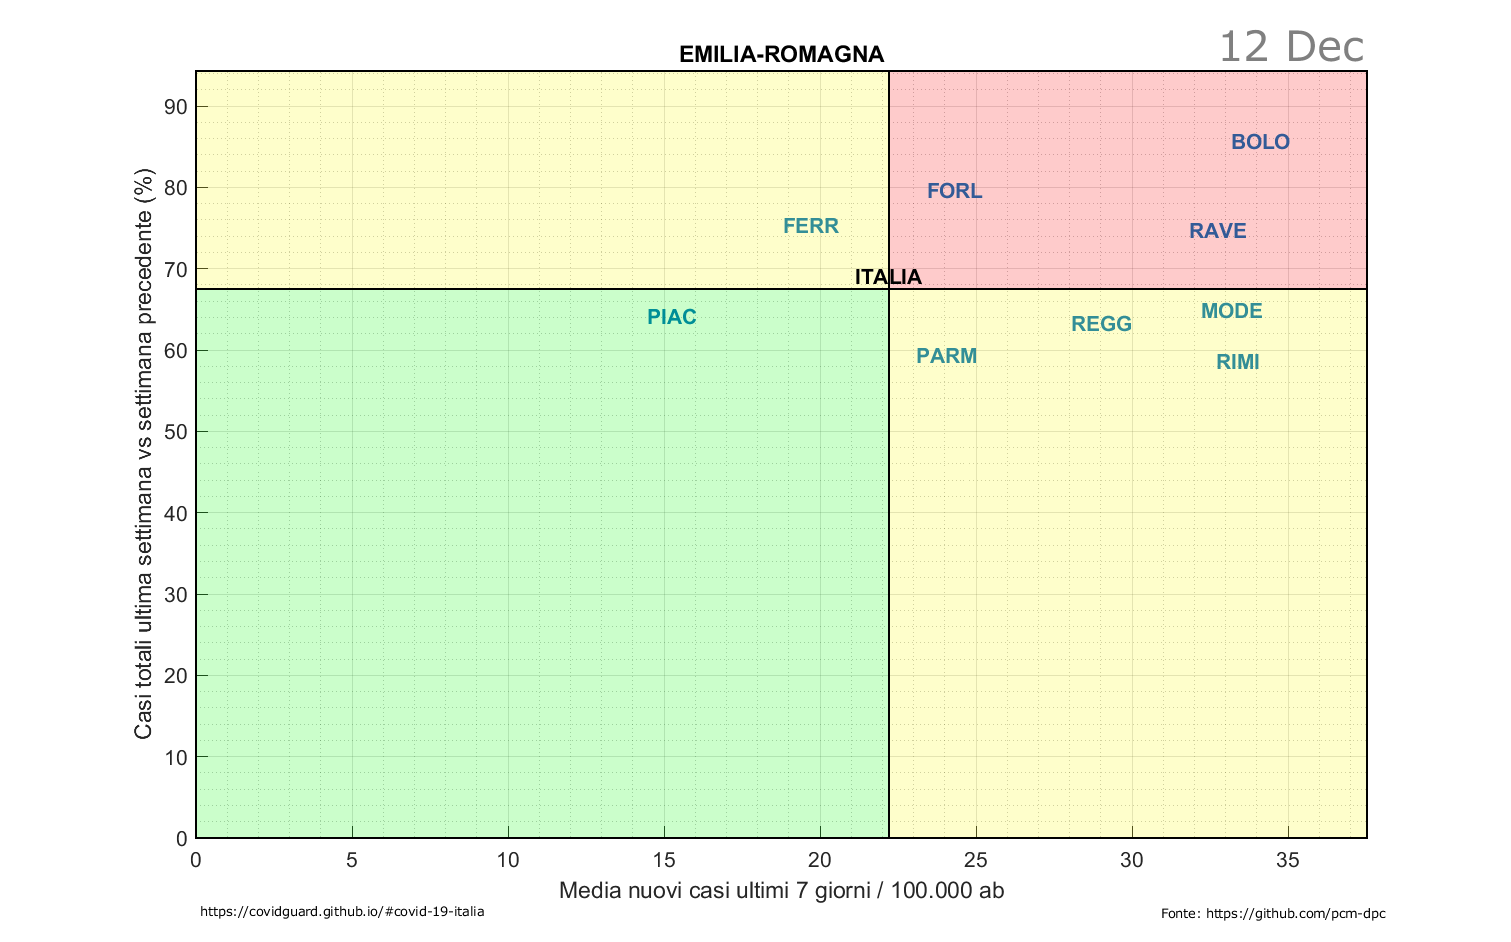 EMILIA-ROMAGNA
12 Dec
Casi totali ultima settimana vs settimana precedente (%)
90
80
70
60
50
40
30
20
10
0
BOLO
FORL
FERR
RAVE
ITALIA
PIAC
MODE
REGG
PARM
RIMI
0 5 10 15 20 25 30 35
Media nuovi casi ultimi 7 giorni / 100.000 ab
https://covidguard.github.io/#covid-19-italia
Fonte: https://github.com/pcm-dpc